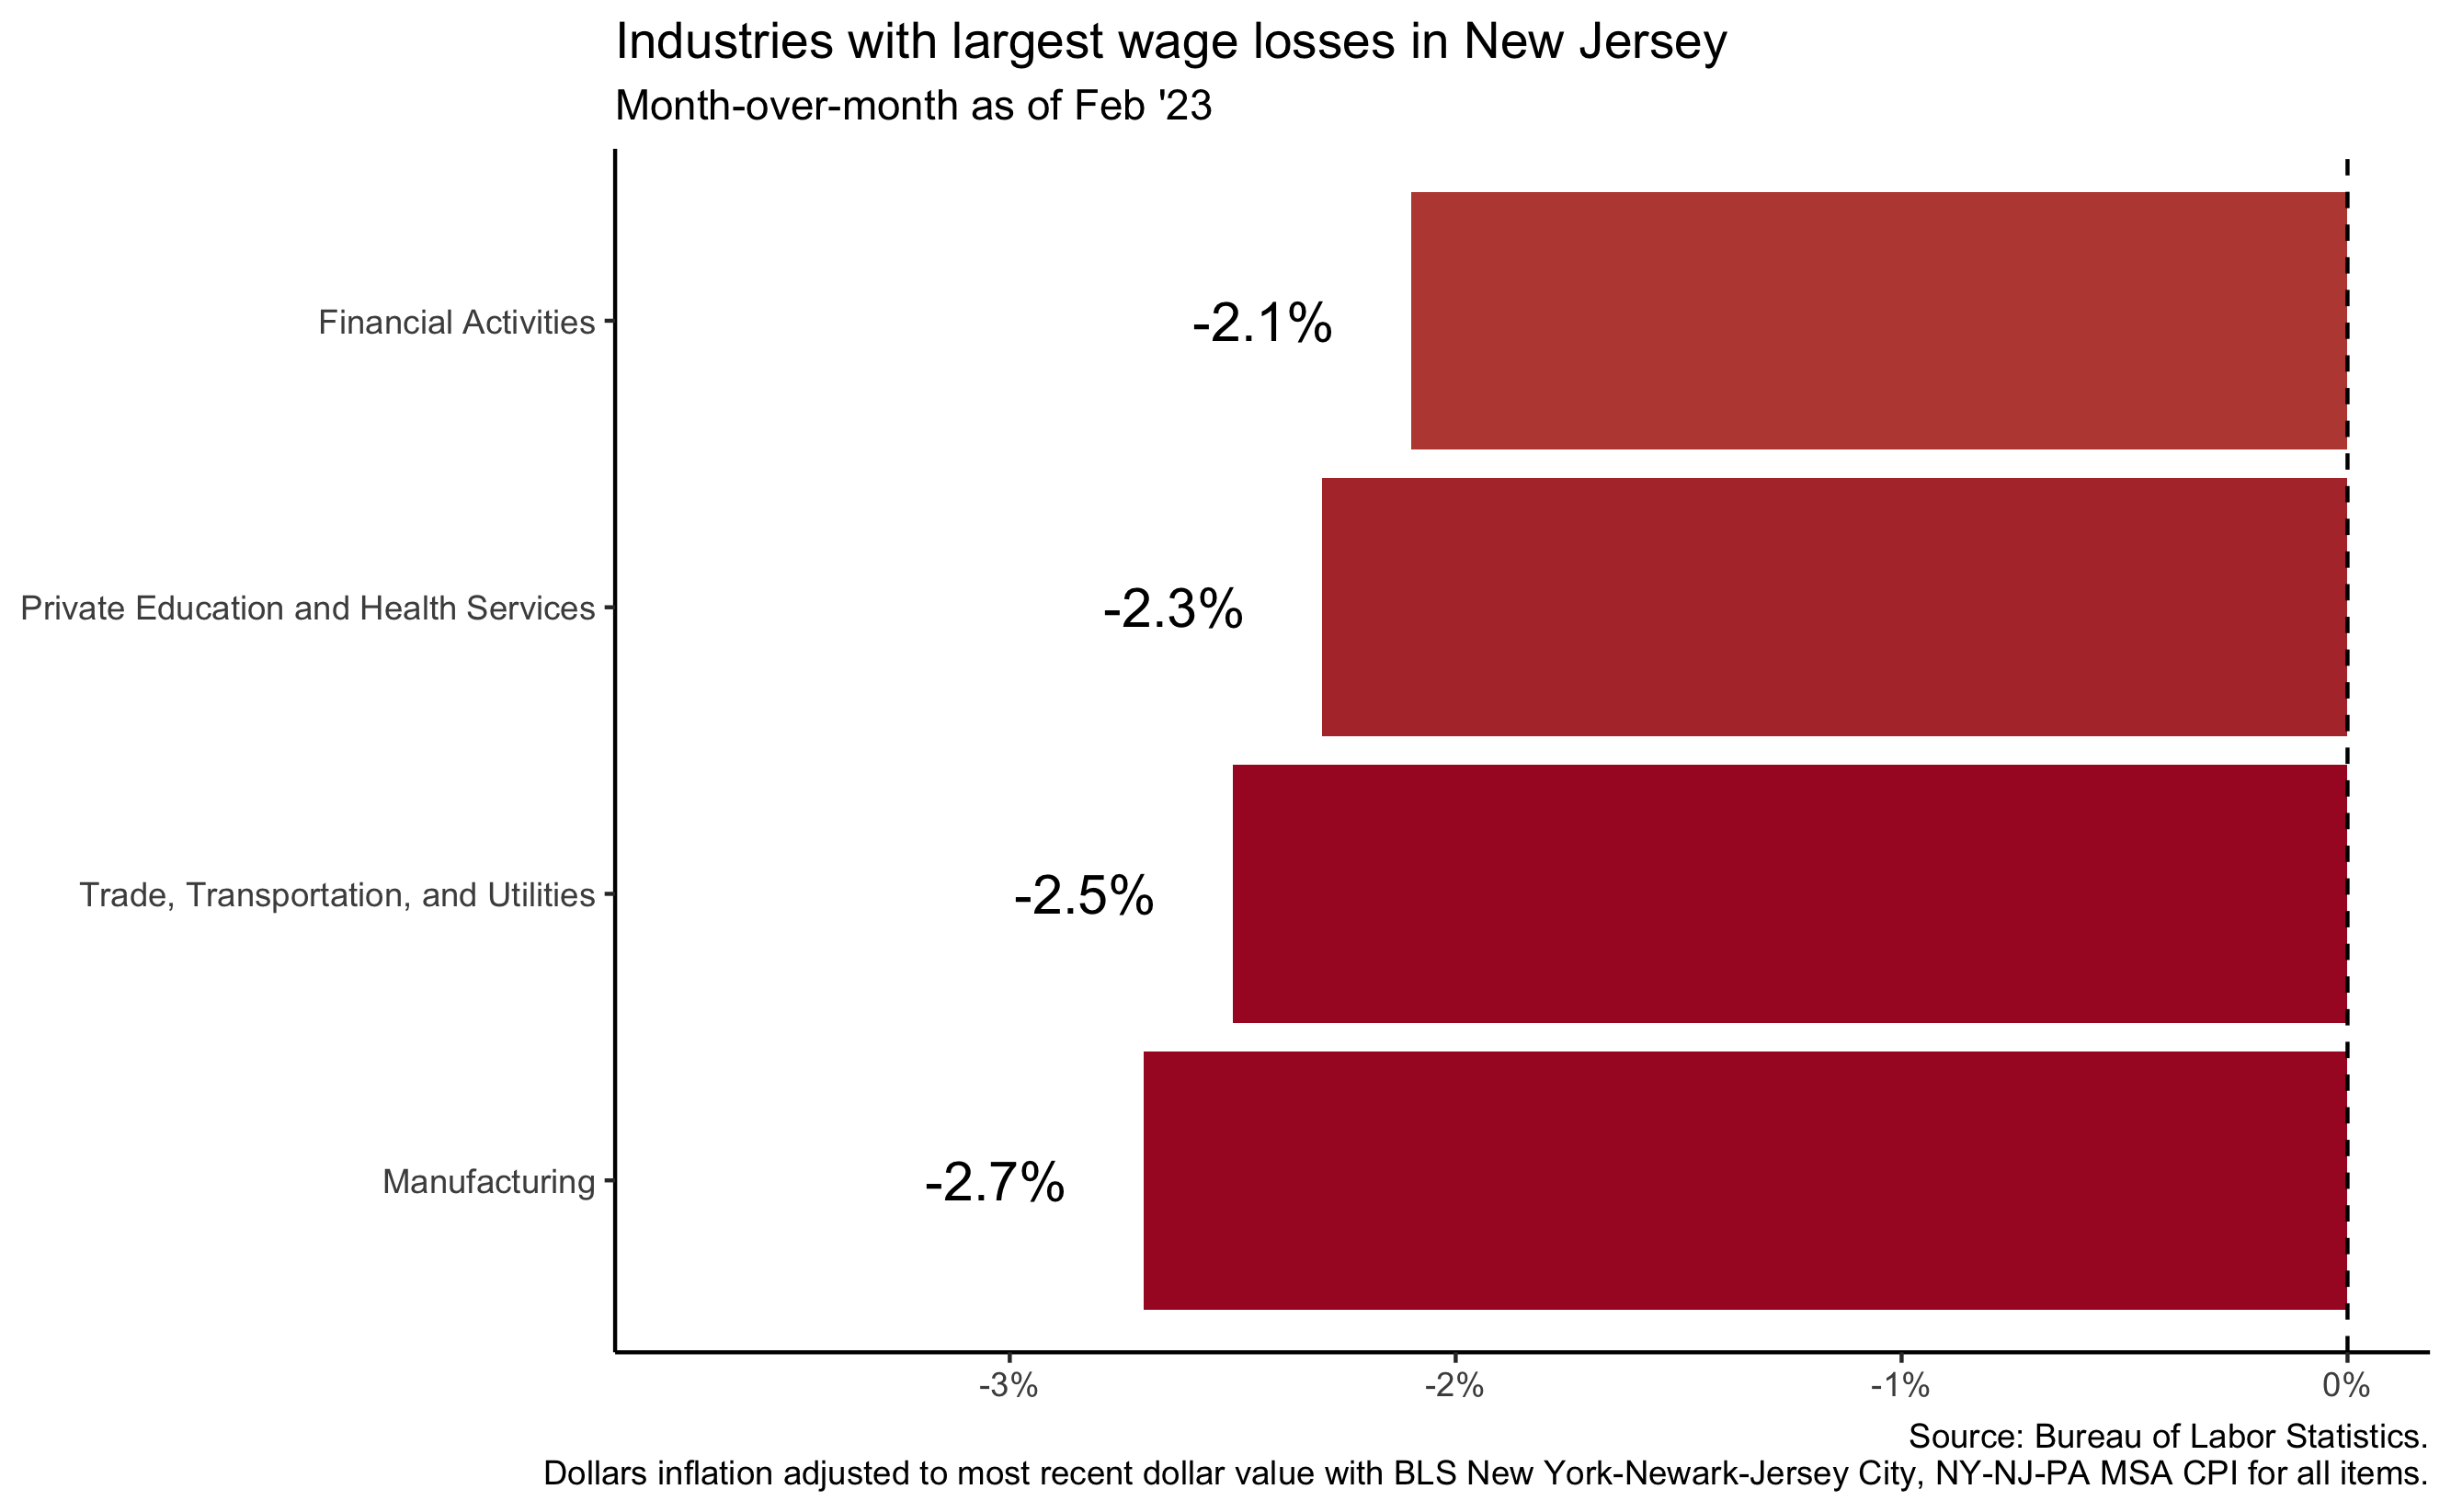 Industries with largest wage losses in New Jersey
Month-over-month as of Feb '23
Financial Activities
-2.1%
Private Education and Health Services
-2.3%
Trade, Transportation, and Utilities
-2.5%
Manufacturing
-2.7%
-3%
-2%
-1%
0%
Source: Bureau of Labor Statistics.
Dollars inflation adjusted to most recent dollar value with BLS New York-Newark-Jersey City, NY-NJ-PA MSA CPI for all items.